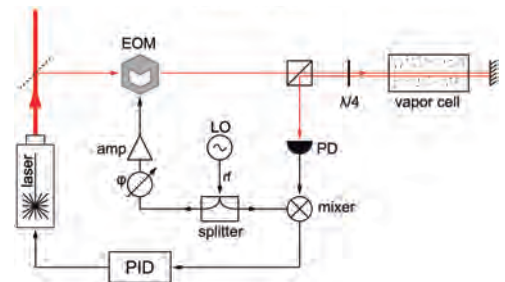 EOM
λ/4
vapor cell
amp
LO
PD
laser
φ
rf
mixer
splitter
PID